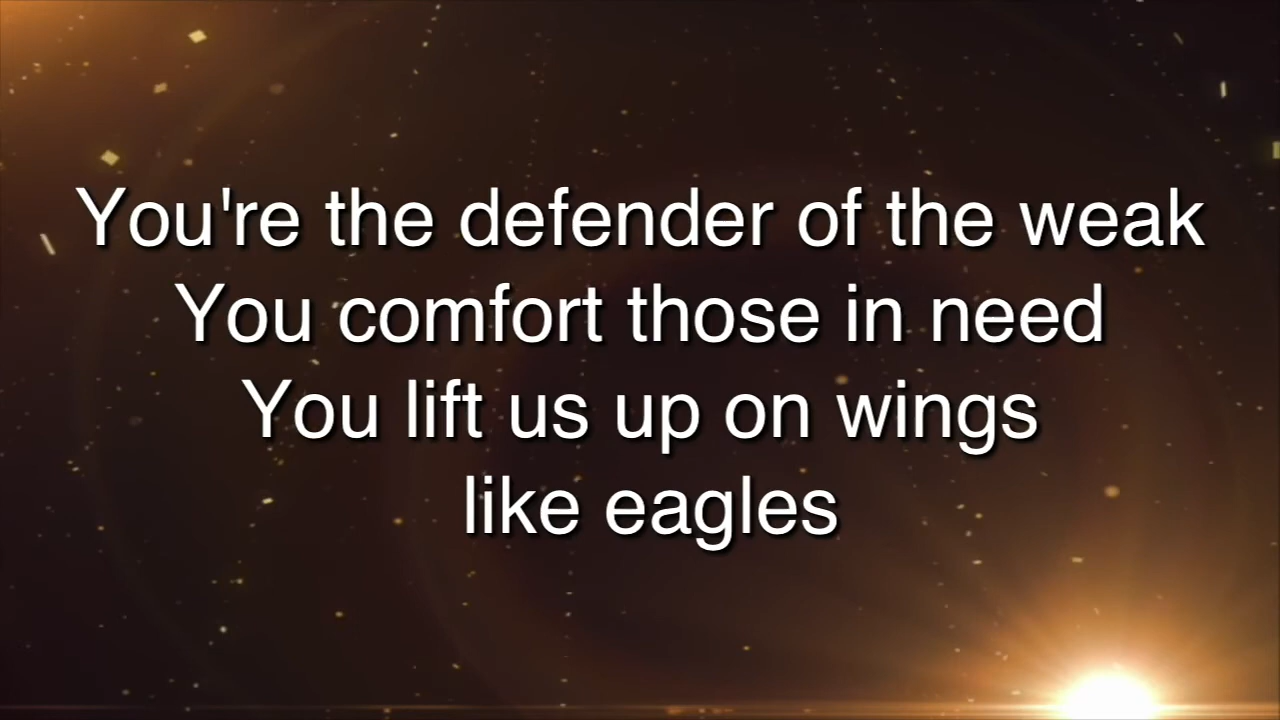 You're the defender of the weak
You comfort those in need
You lift us up on wings
like eagles